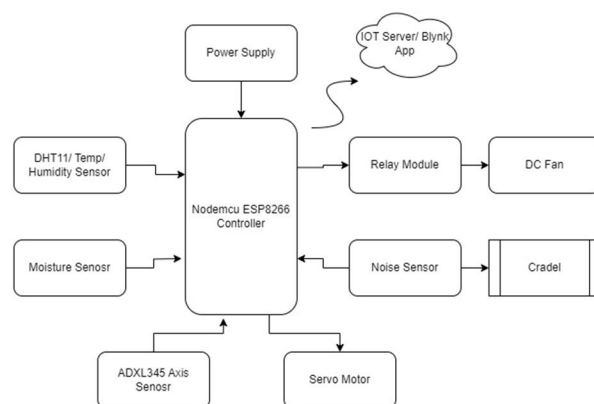 IOT Server/ Blynk
App
Power Supply
DHT11/ Temp/
Humidity Sensor
Nodemcu ESP8266
Controller
Relay Module
DC Fan
Moisture Senosr
Noise Sensor
Cradel
ADXL345 Axis
Senosr
Servo Motor